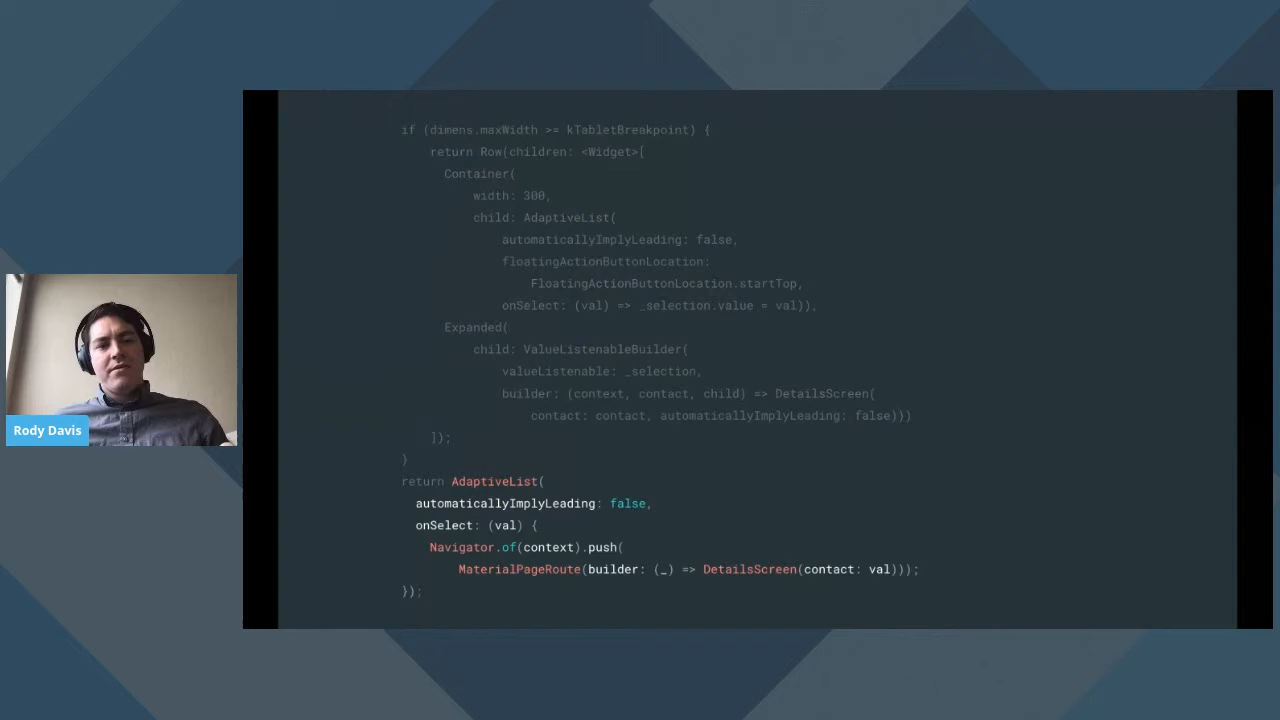 if (dimens.maxWidth >= kTabletBreakpoint) {
return Row(children: <Widget>[
Container(
width: 300,
child: AdaptiveList(
automaticallyImplyLeading: false,
floatingActionButtonLocation:
FloatingActionButtonLocation.startTop,
onSelect: (val) => _selection.value = val)),
Expanded(
child: ValueListenableBuilder(
valueListenable: _selection,
builder: (context, contact, child) => DetailsScreen(
contact: contact, automaticallyImplyLeading: false)))
]);
}
return AdaptiveList(
automaticallyImplyLeading: false,
onSelect: (val) {
Navigator.of(context).push(
MaterialPageRoute(builder: (_) => DetailsScreen(contact: val)));
});
Rody Davis